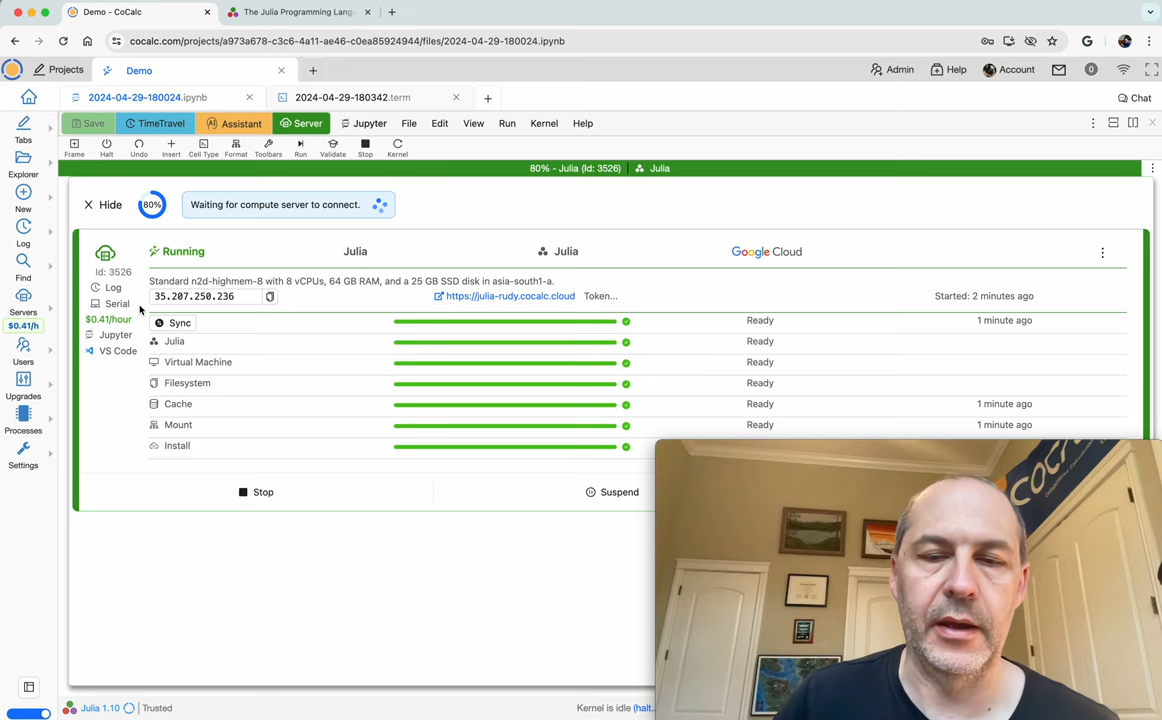 Demo - CoCalc
The Julia Programming Langu
cocalc.com/projects/a973a678-c3c6-4a11-ae46-c0ea85924944/files/2024-04-29-180024.ipynb
Projects
Demo
Admin
Help
Account
0
2024-04-29-180024.ipynb
2024-04-29-180342.term
Chat
Save
TimeTravel
Assistant
Server
Jupyter
File
Edit
View
Run
Kernel
Help
Frame
Halt
Undo
Insert
Cell Type
Format
Toolbars
Run
Validate
Stop
Kernel
Tabs
Explorer
New
Log
Find
Servers
$0.41/h
Users
Upgrades
Processes
Settings
80% - Julia (Id: 3526)
Julia
Hide
80%
Waiting for compute server to connect.
Running
Julia
Julia
Google Cloud
Id: 3526
Log
Serial
$0.41/hour
Jupyter
VS Code
Standard n2d-highmem-8 with 8 vCPUs, 64 GB RAM, and a 25 GB SSD disk in asia-south1-a.
35.207.250.236
https://julia-rudy.cocalc.cloud
Token...
Started: 2 minutes ago
Sync
Ready
1 minute ago
Julia
Ready
Virtual Machine
Ready
Filesystem
Ready
Cache
Ready
1 minute ago
Mount
Ready
1 minute ago
Install
Stop
Suspend
COC
Julia 1.10
Trusted
Kernel is idle (halt..